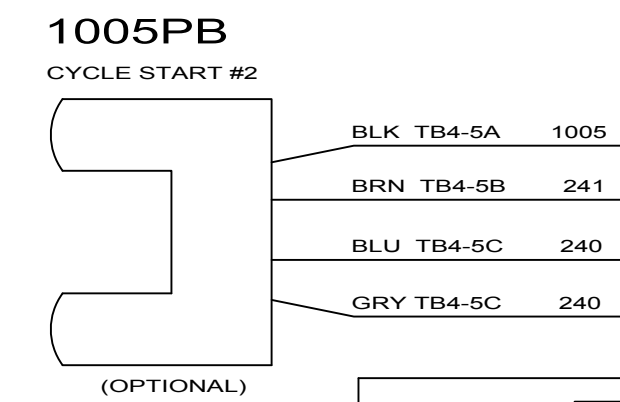 1005PB
CYCLE START #2
BLK TB4-5A 1005
BRN TB4-5B 241
BLU TB4-5C 240
GRY TB4-5C 240
(OPTIONAL)